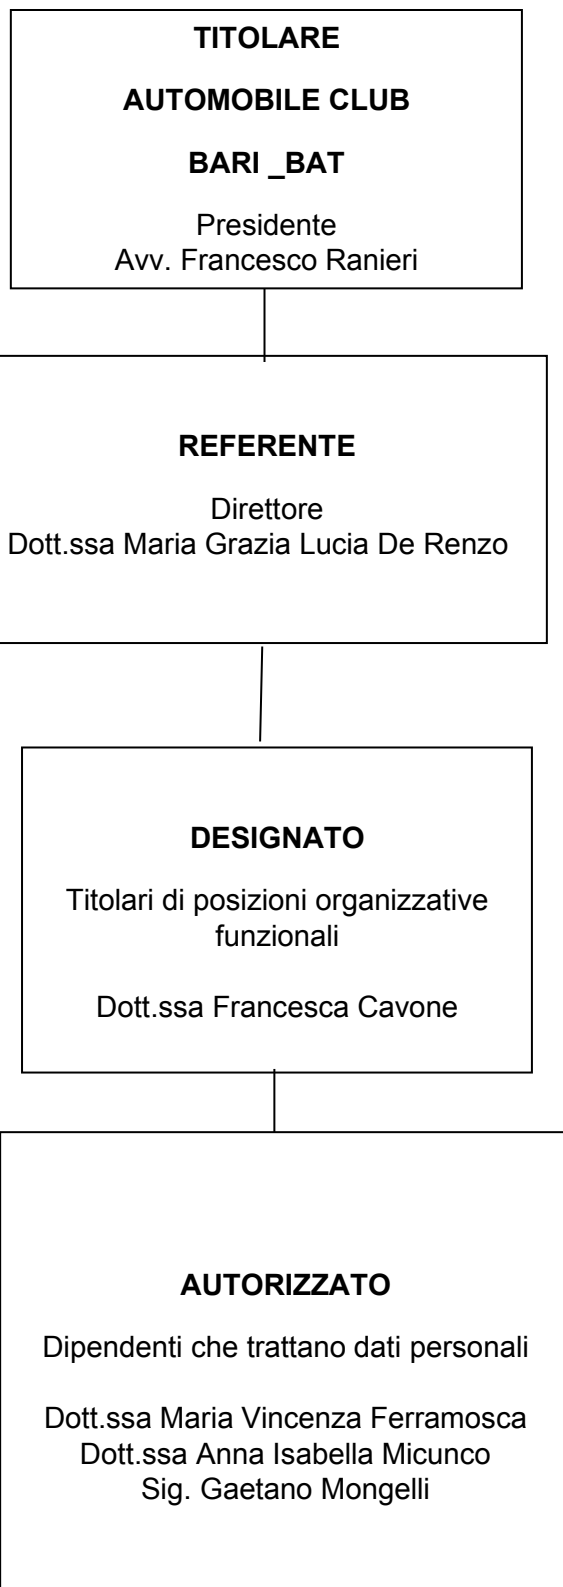 TITOLARE
AUTOMOBILE CLUB
BARI _BAT
Presidente
Avv. Francesco Ranieri
REFERENTE
Direttore
Dott.ssa Maria Grazia Lucia De Renzo
DESIGNATO
Titolari di posizioni organizzative
funzionali
Dott.ssa Francesca Cavone
AUTORIZZATO
Dipendenti che trattano dati personali
Dott.ssa Maria Vincenza Ferramosca
Dott.ssa Anna Isabella Micunco
Sig. Gaetano Mongelli